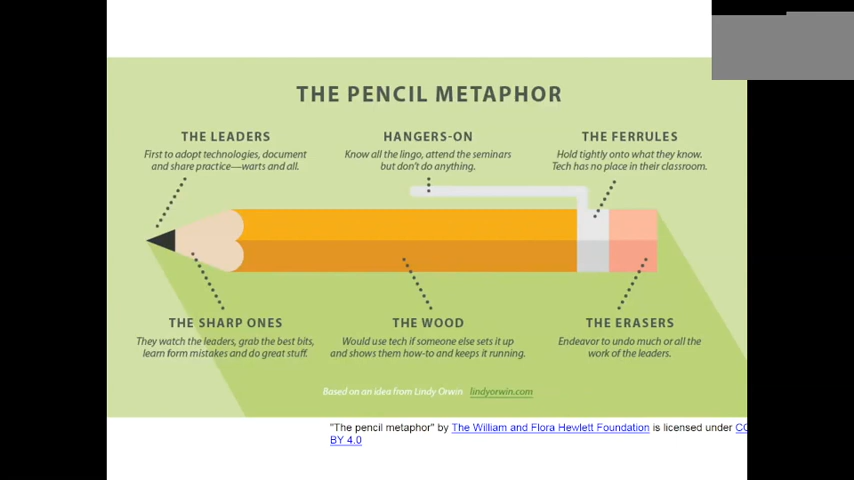 THE PENCIL METAPHOR
THE LEADERS
First to adopt technologies, document
and share practice—warts and all.
HANGERS-ON
Know all the lingo, attend the seminars
but don't do anything.
THE FERRULES
Hold tightly onto what they know.
Tech has no place in their classroom.
THE SHARP ONES
They watch the leaders, grab the best bits,
learn form mistakes and do great stuff.
THE WOOD
Would use tech if someone else sets it up
and shows them how-to and keeps it running.
THE ERASERS
Endeavor to undo much or all the
work of the leaders.
Based on an idea from Lindy Orwin lindyorwin.com
"The pencil metaphor" by The William and Flora Hewlett Foundation is licensed under CC
BY 4.0